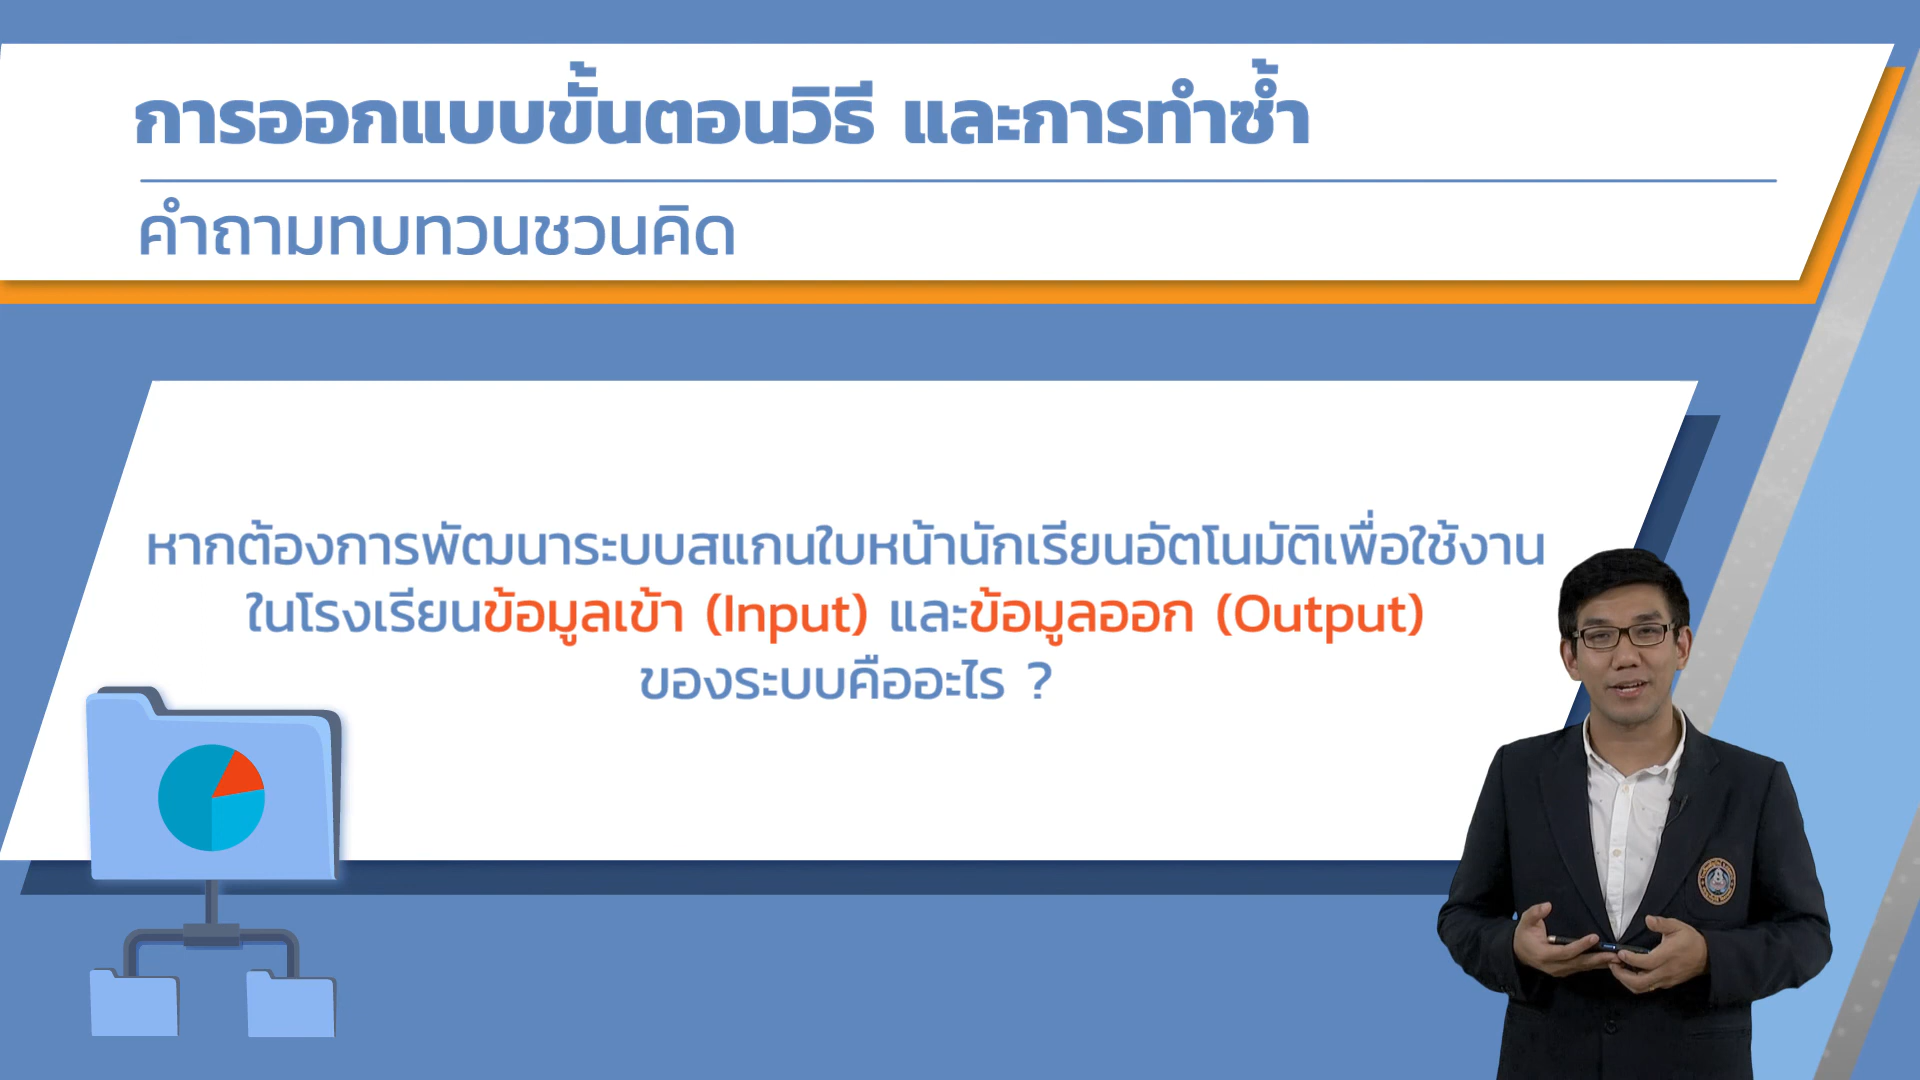 การออกแบบขั้นตอนวิธี และการทำซ้ำ
คำถามทบทวนชวนคิด
หากต้องการพัฒนาระบบสแกนใบหน้านักเรียนอัตโนมัติเพื่อใช้งาน
ในโรงเรียนข้อมูลเข้า (Input) และข้อมูลออก (Output)
ของระบบคืออะไร ?